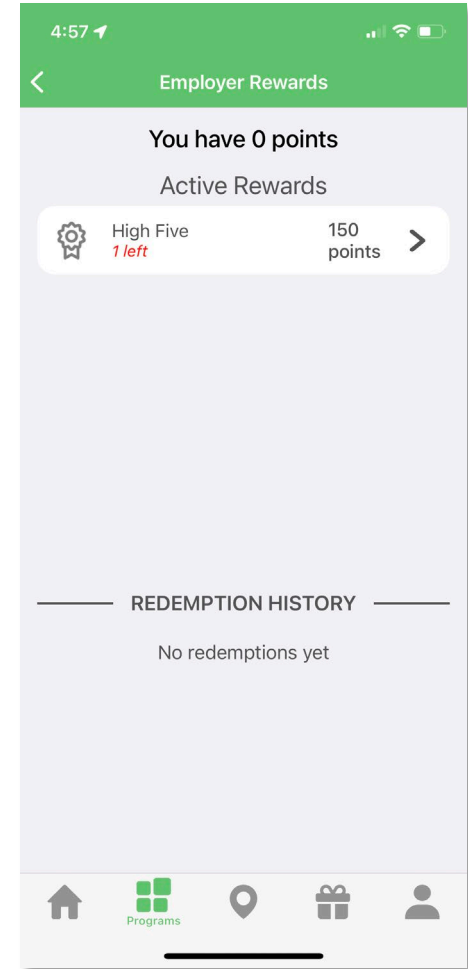 4:57
Employer Rewards
You have 0 points
Active Rewards
High Five
1 left
150
points
REDEMPTION HISTORY
No redemptions yet
Programs